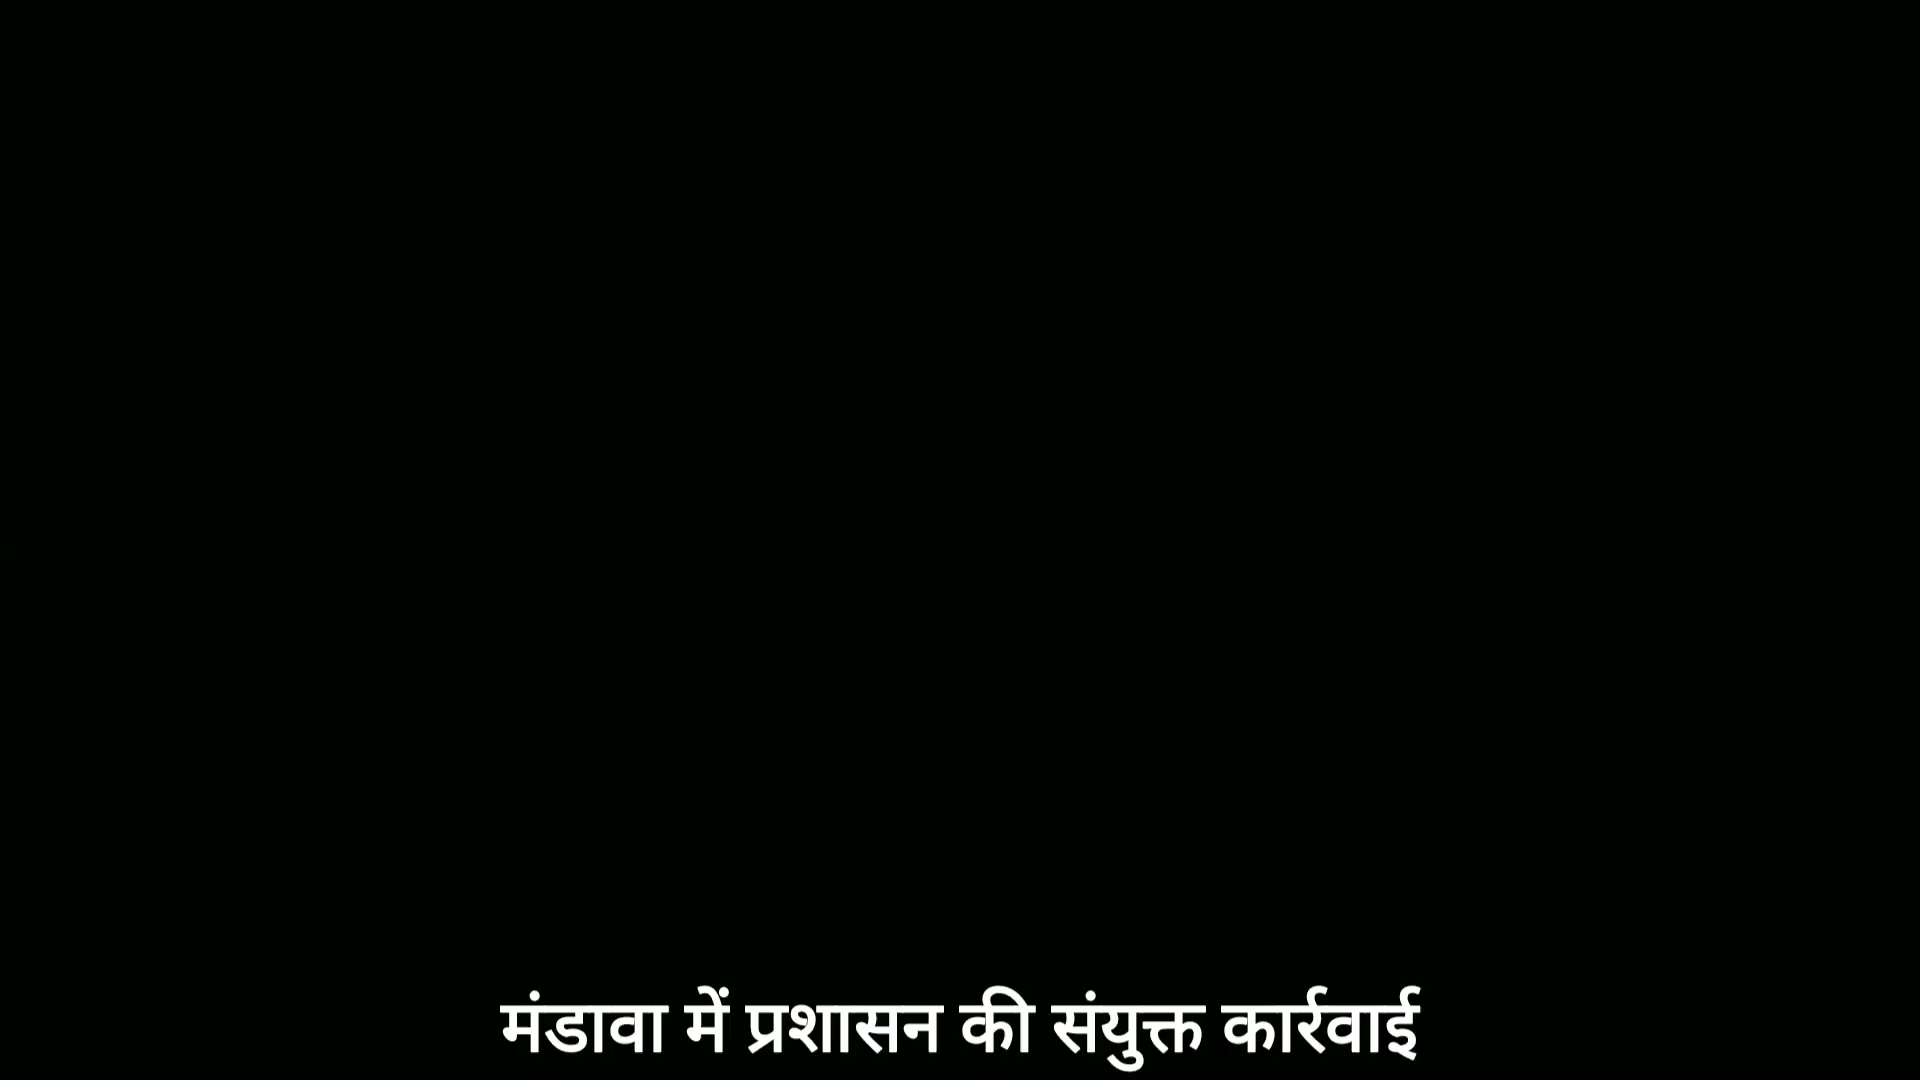 मंडावा में प्रशासन की संयुक्त कार्रवाई